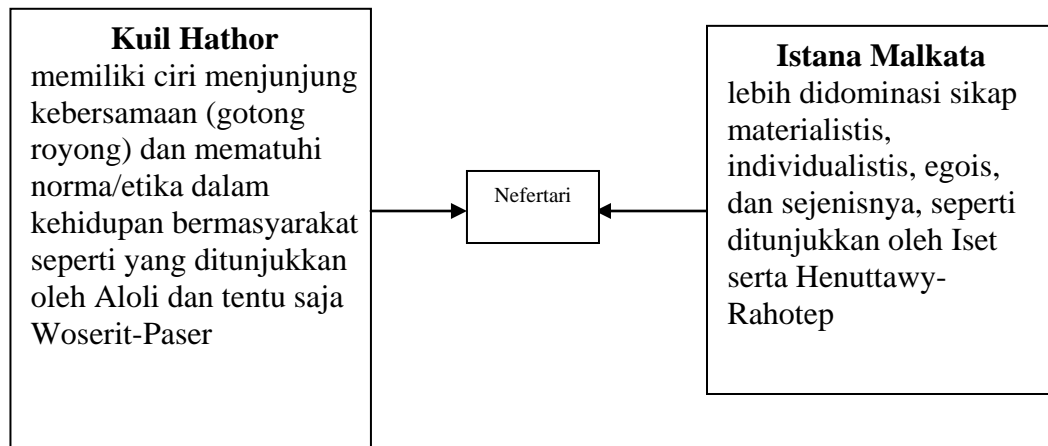 Kuil Hathor
memiliki ciri menjunjung
kebersamaan (gotong
royong) dan mematuhi
norma/etika dalam
kehidupan bermasyarakat
seperti yang ditunjukkan
oleh Aloli dan tentu saja
Woserit-Paser
Nefertari
Istana Malkata
lebih didominasi sikap
materialistis,
individualistis, egois,
dan sejenisnya, seperti
ditunjukkan oleh Iset
serta Henuttawy-
Rahotep